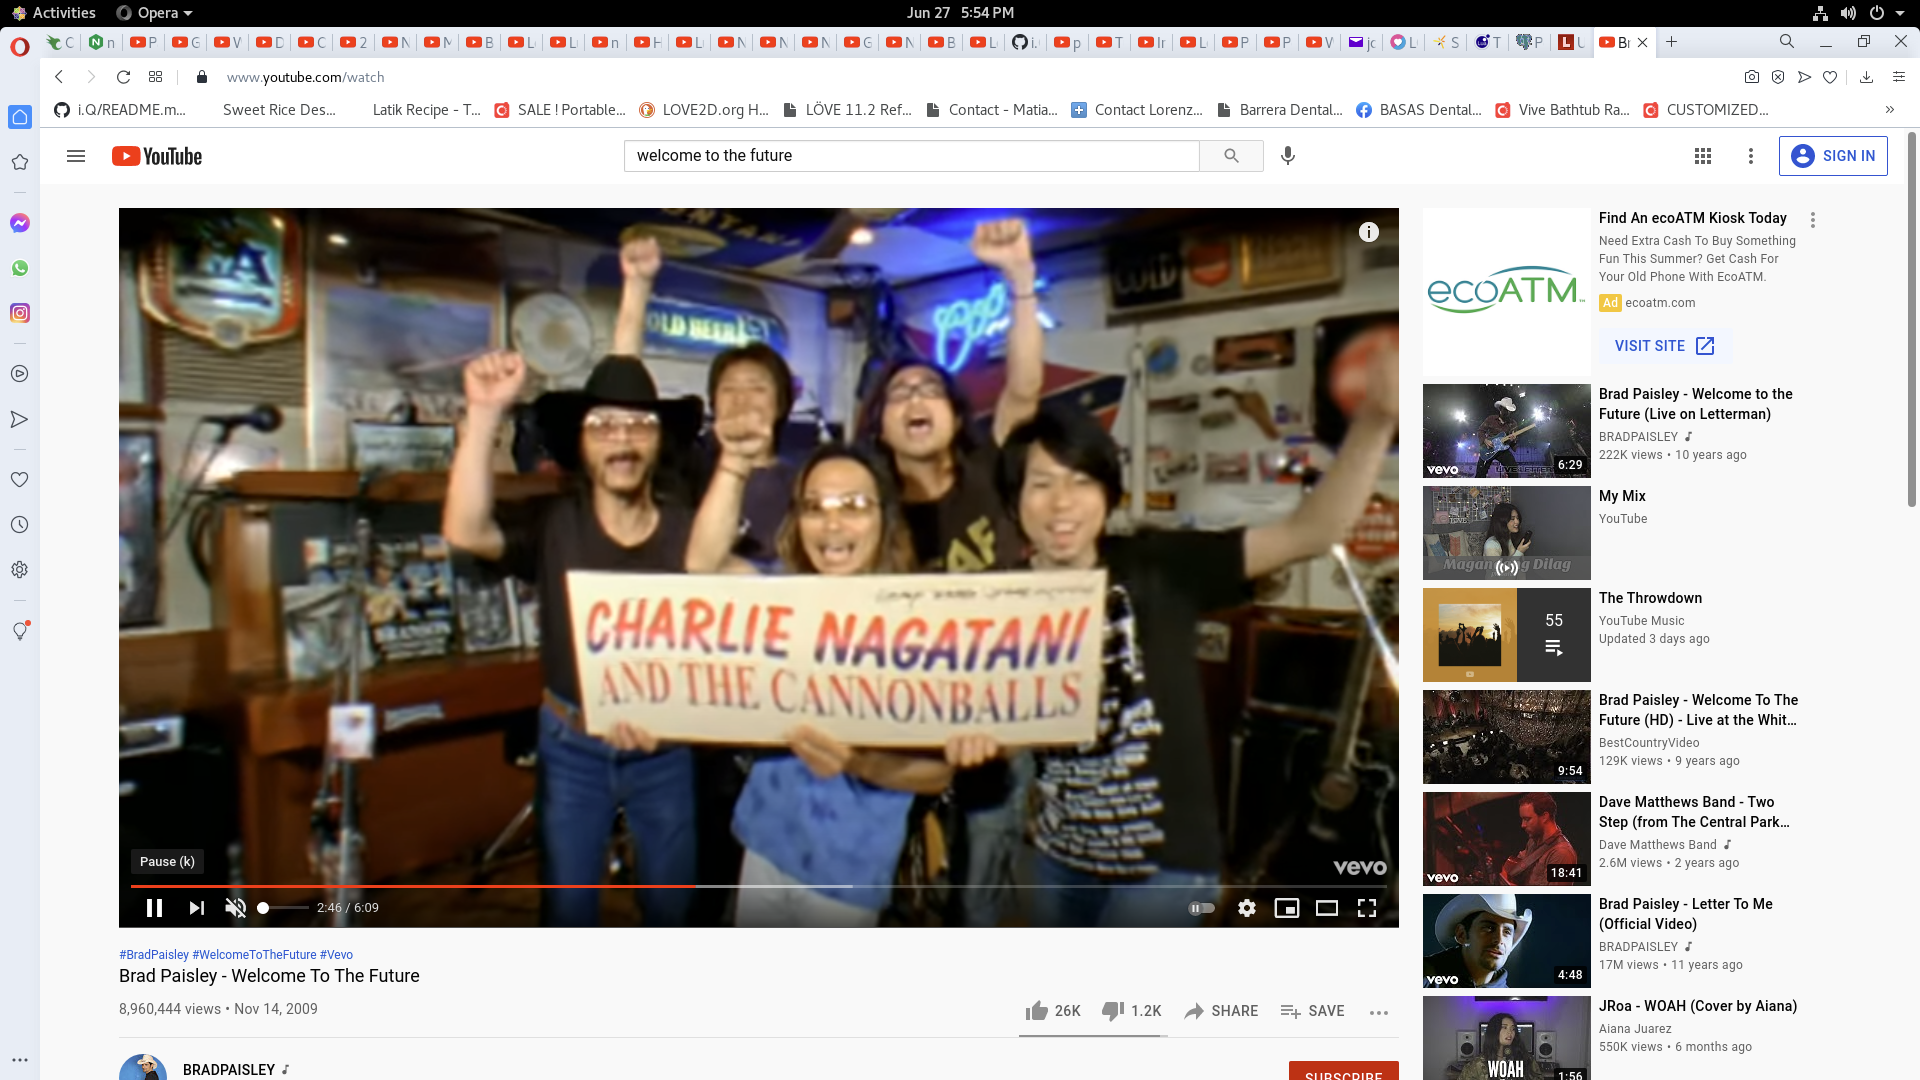 Activities
Opera
Jun 27 5:54 PM
www.youtube.com/watch
i.Q/README.m...
Sweet Rice Des...
Latik Recipe - T...
SALE ! Portable...
LOVE2D.org H...
LÖVE 11.2 Ref...
Contact - Matia...
Contact Lorenz...
Barrera Dental...
BASAS Dental...
Vive Bathtub Ra...
CUSTOMIZED...
YouTube
welcome to the future
SIGN IN
OLD BEER
CHARLIE NAGATANI
AND THE CANNONBALLS
vevo
Pause (k)
2:46 / 6:09
#BradPaisley #WelcomeToTheFuture #Vevo
Brad Paisley - Welcome To The Future
8,960,444 views • Nov 14, 2009
26K
1.2K
SHARE
SAVE
BRADPAISLEY
SUBSCRIBE
ecoATM
Find An ecoATM Kiosk Today
Need Extra Cash To Buy Something
Fun This Summer? Get Cash For
Your Old Phone With EcoATM.
Ad ecoatm.com
VISIT SITE
vevo
6:29
Brad Paisley - Welcome to the
Future (Live on Letterman)
BRADPAISLEY
222K views • 10 years ago
My Mix
YouTube
55
The Throwdown
YouTube Music
Updated 3 days ago
9:54
Brad Paisley - Welcome To The
Future (HD) - Live at the Whit...
BestCountryVideo
129K views • 9 years ago
vevo
18:41
Dave Matthews Band - Two
Step (from The Central Park...
Dave Matthews Band
2.6M views • 2 years ago
vevo
4:48
Brad Paisley - Letter To Me
(Official Video)
BRADPAISLEY
17M views • 11 years ago
WOAH
1:56
JRoa - WOAH (Cover by Aiana)
Aiana Juarez
550K views • 6 months ago